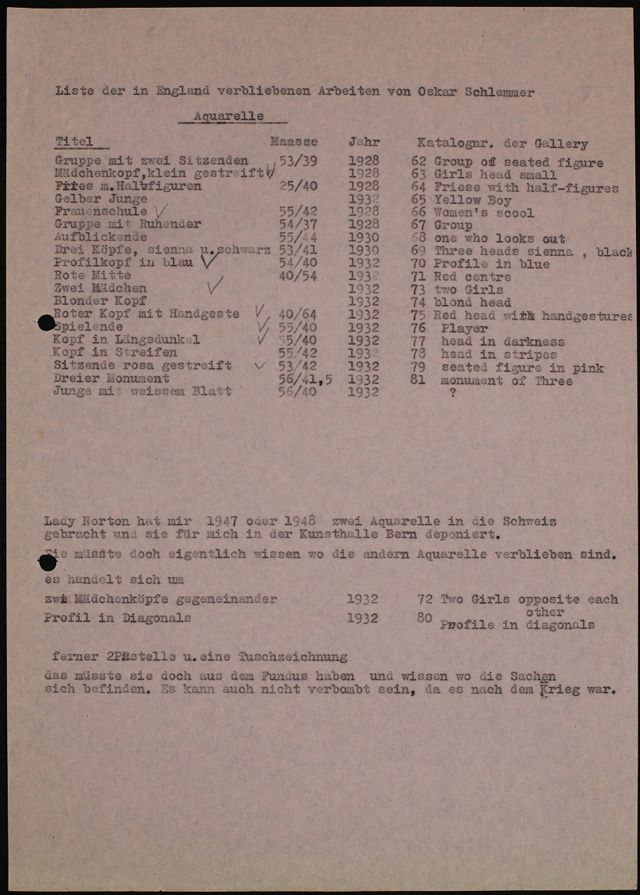 Liste der in England verbliebenen Arbeiten von Oskar Schlemmer
Aquarelle
Titel Maasse Jahr Katalognr. der Gallery
Gruppe mit zwei Sitzenden 53/39 1928 62 Group of seated figure
Mädchenkopf,klein gestreift 1928 63 Girls head small
Fries m.Halbfiguren 25/40 1928 64 Friese with half-figures
Gelber Junge 1932 65 Yellow Boy
Frauenschule ✓ 55/42 1928 66 Women's scool
Gruppe mit Ruhender 54/37 1928 67 Group
Aufblickende 55/44 1930 68 one who looks out
Drei Köpfe, sienna u.schwarz 53/41 1930 69 Three heads sienna , black
Profilkopf in blau ✓ 54/40 1932 70 Profile in blue
Rote Mitte 40/54 1932 71 Red centre
Zwei Mädchen ✓ 1932 73 two Girls
Blonder Kopf 1932 74 blond head
Roter Kopf mit Handgeste ✓ 40/64 1932 75 Red head with handgestures
Spielende ✓ 55/40 1932 76 Player
Kopf in Längsdunkel ✓ 55/40 1932 77 head in darkness
Kopf in Streifen 55/42 1932 78 head in stripes
Sitzende rosa gestreift ✓ 53/42 1932 79 seated figure in pink
Dreier Monument 56/41,5 1932 81 monument of Three
Junge mit weissem Blatt 56/40 1932 ?
Lady Norton hat mir 1947 oder 1948 zwei Aquarelle in die Schweiz
gebracht und sie für mich in der Kunsthalle Bern deponiert.
Sie müsste doch eigentlich wissen wo die andern Aquarelle verblieben sind.
es handelt sich um
zwei Mädchenköpfe gegeneinander 1932 72 Two Girls opposite each
other
Profil in Diagonals 1932 80 Profile in diagonals
ferner 2Pastelle u.eine Tuschzeichnung
das müsste sie doch aus dem Fundus haben und wissen wo die Sachen
sich befinden. Es kann auch nicht verbombt sein, da es nach dem Krieg war.